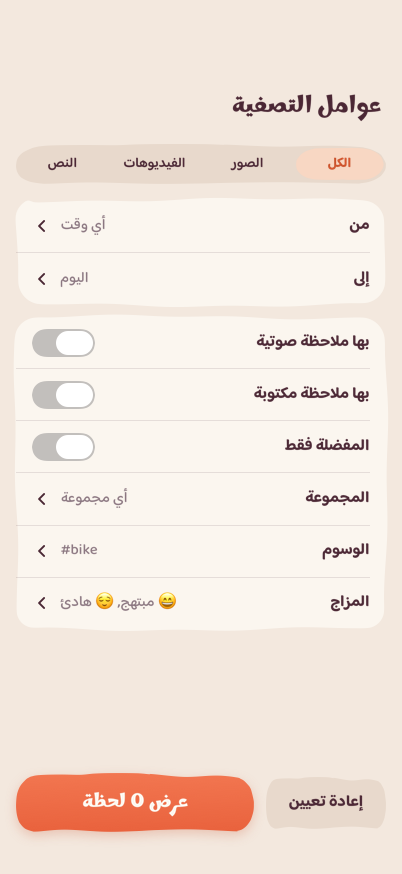 عوامل التصفية
الكل الصور الفيديوهات النص
من أي وقت
إلى اليوم
بها ملاحظة صوتية
بها ملاحظة مكتوبة
المفضلة فقط
المجموعة أي مجموعة
الوسوم #bike
المزاج 😄 مبتهج, 😌 هادئ
إعادة تعيين عرض 0 لحظة